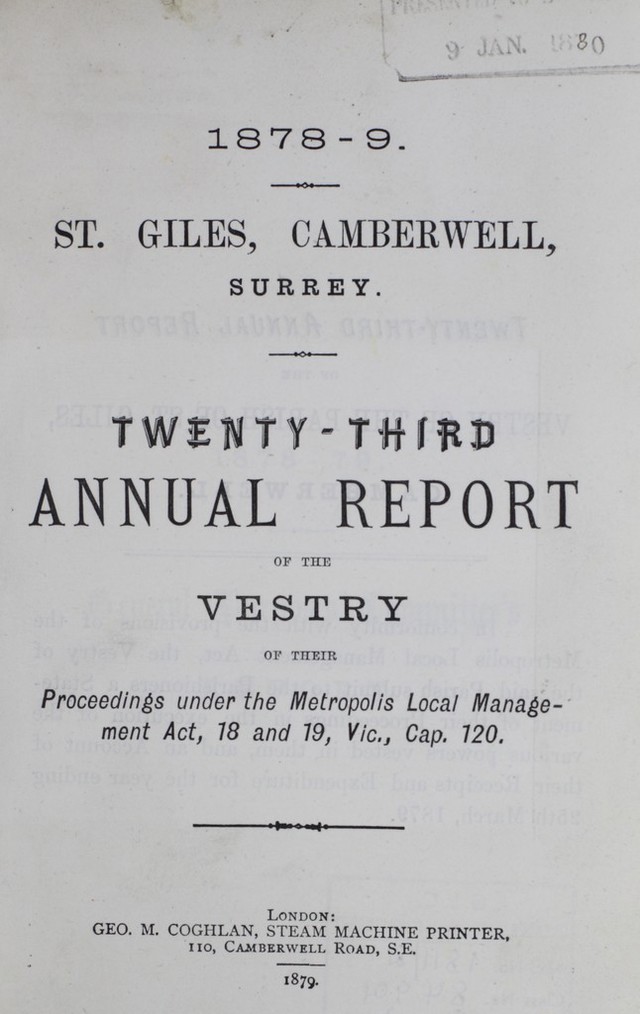 9 JAN. 1880
1878-9.
ST. GILES, CAMBERWELL,
SURREY.
TWENTY-THIRD
ANNUAL REPORT
OF THE
VESTRY
OF THEIR
Proceedings under the Metropolis Local Manage-
ment Act, 18 and 19, Vic., Cap. 120.
LONDON:
GEO. M. COGHLAN, STEAM MACHINE PRINTER,
110, CAMBERWELL ROAD, S.E.
1879.